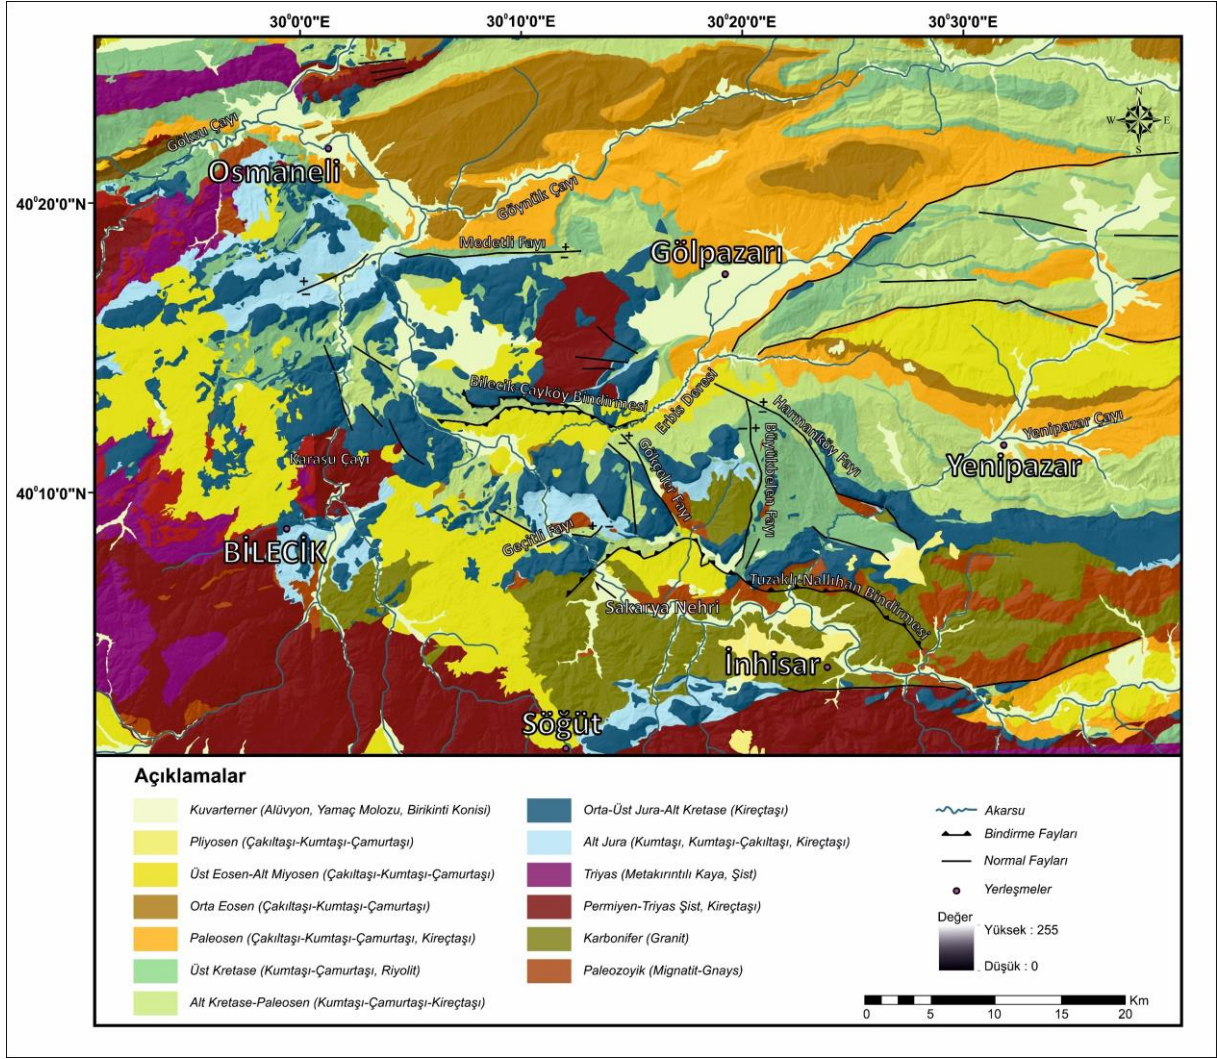 30°0'0"E 30°10'0"E 30°20'0"E 30°30'0"E
N
W E
S
Göksu Çayı
Osmaneli
40°20'0"N
Göynük Çayı
Medetli Fayı
Gölpazarı
Bilecik Çayköy Bindirmesi
Erbis Deresi
Harmanköy Fayı
Yenipazar Çayı
Karasu Çayı
Gökçeler Fayı
Büyükbelen Fayı
Yenipazar
40°10'0"N
Geçitli Fayı
BİLECİK
Tuzaklı-Nallıhan Bindirmesi
Sakarya Nehri
İnhisar
Söğüt
Açıklamalar
Kuvarterner (Alüvyon, Yamaç Molozu, Birikinti Konisi)
Pliyosen (Çakıltaşı-Kumtaşı-Çamurtaşı)
Üst Eosen-Alt Miyosen (Çakıltaşı-Kumtaşı-Çamurtaşı)
Orta Eosen (Çakıltaşı-Kumtaşı-Çamurtaşı)
Paleosen (Çakıltaşı-Kumtaşı-Çamurtaşı, Kireçtaşı)
Üst Kretase (Kumtaşı-Çamurtaşı, Riyolit)
Alt Kretase-Paleosen (Kumtaşı-Çamurtaşı-Kireçtaşı)
Orta-Üst Jura-Alt Kretase (Kireçtaşı)
Alt Jura (Kumtaşı, Kumtaşı-Çakıltaşı, Kireçtaşı)
Triyas (Metakırıntılı Kaya, Şist)
Permiyen-Triyas Şist, Kireçtaşı)
Karbonifer (Granit)
Paleozoyik (Mignatit-Gnays)
Akarsu
Bindirme Fayları
Normal Fayları
Yerleşmeler
Değer
Yüksek : 255
Düşük : 0
Km
0 5 10 15 20